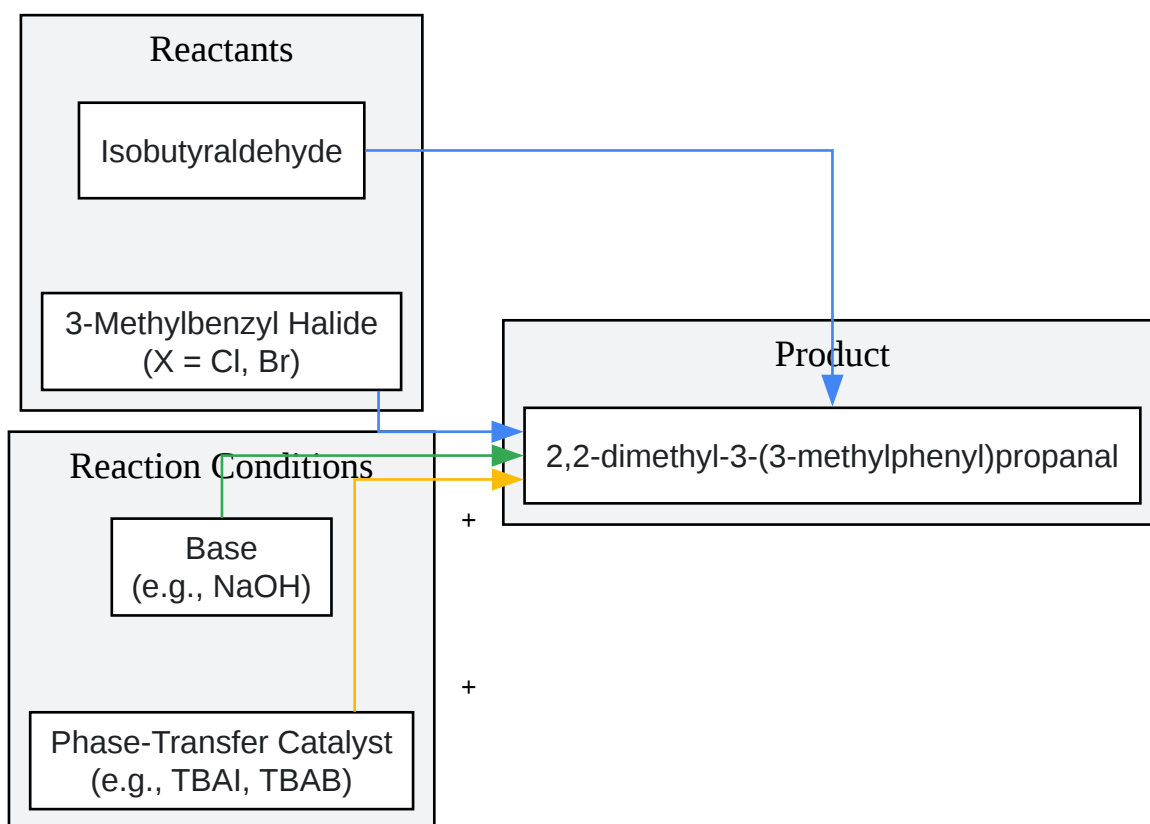 Reactants
Isobutyraldehyde
3-Methylbenzyl Halide
(X = Cl, Br)
Product
2,2-dimethyl-3-(3-methylphenyl)propanal
Reaction Conditions
+
Base
(e.g., NaOH)
+
Phase-Transfer Catalyst
(e.g., TBAI, TBAB)